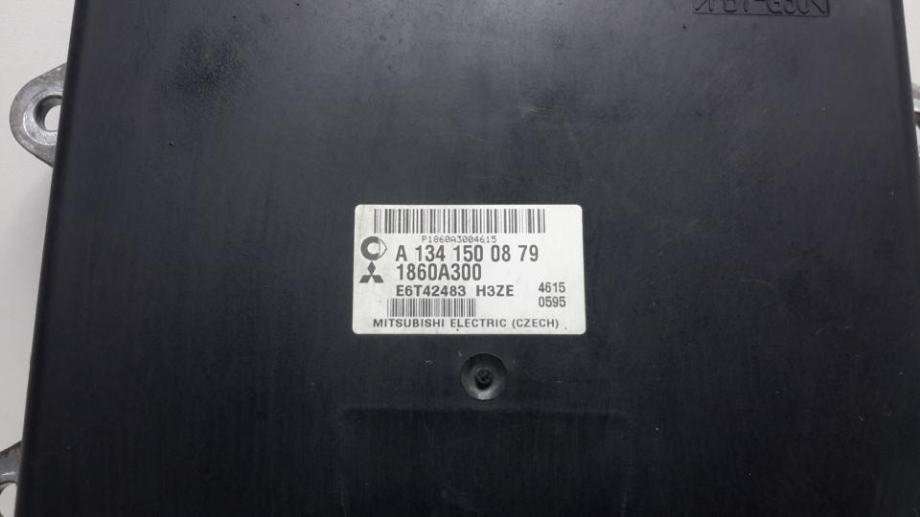 P1860A3004615
A 134 150 08 79
1860A300
E6T42483 H3ZE 4615
0595
MITSUBISHI ELECTRIC (CZECH)